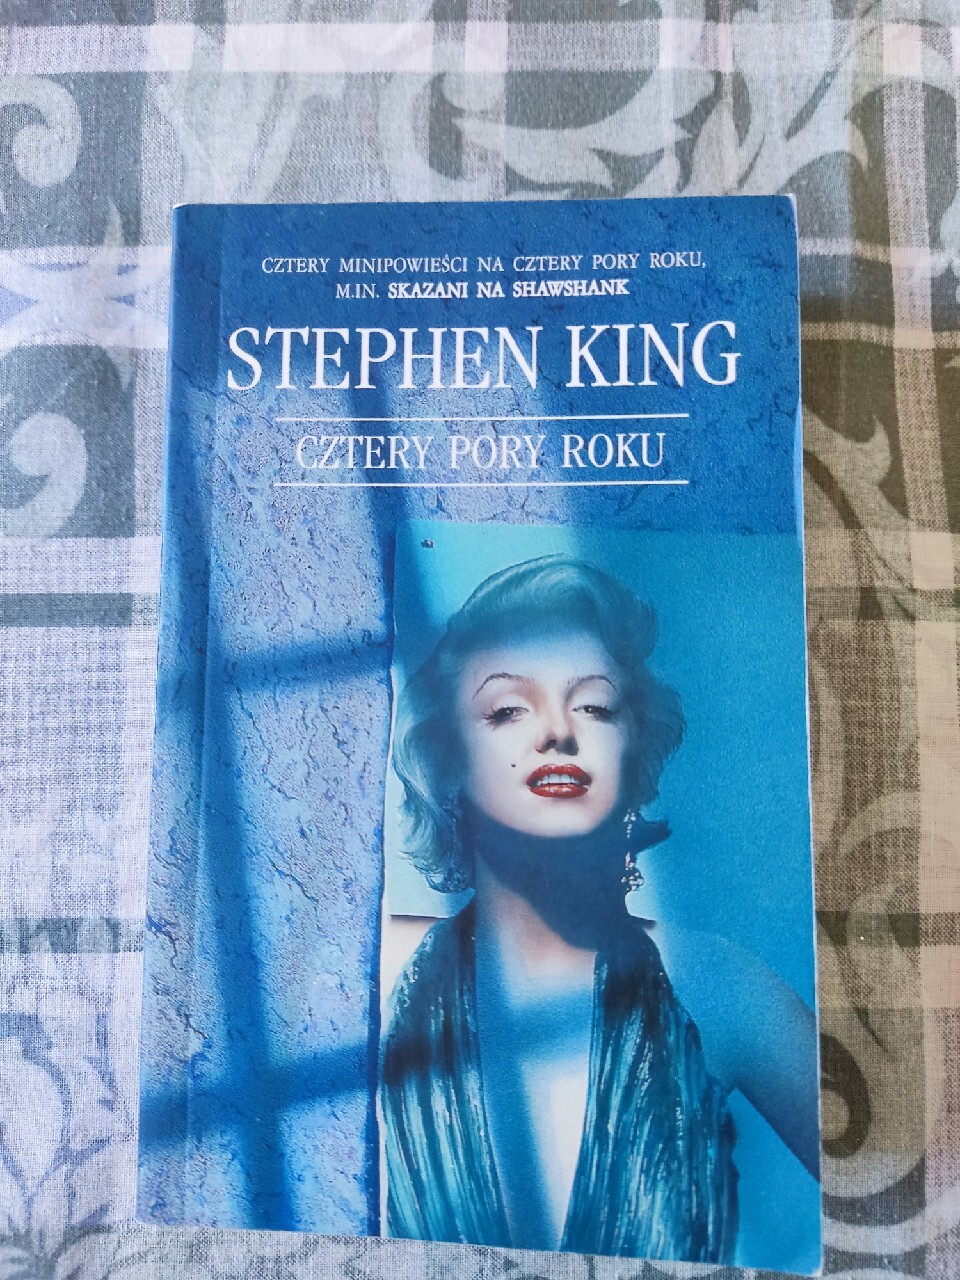 CZTERY MINIPOWIEŚCI NA CZTERY PORY ROKU,
M.IN. SKAZANI NA SHAWSHANK
STEPHEN KING
CZTERY PORY ROKU